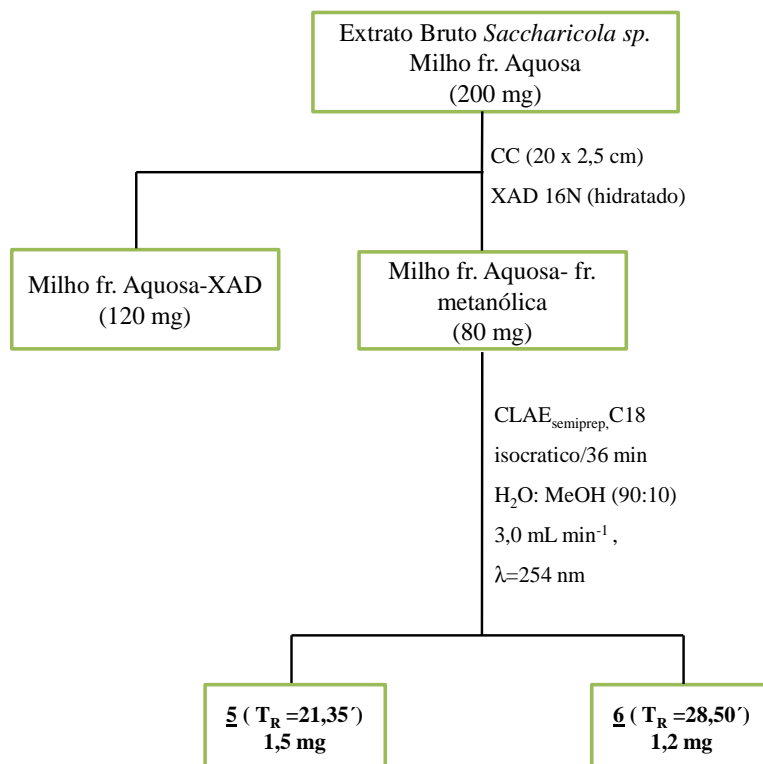 Extrato Bruto Saccharicola sp.
Milho fr. Aquosa
(200 mg)
CC (20 x 2,5 cm)
XAD 16N (hidratado)
Milho fr. Aquosa-XAD
(120 mg)
Milho fr. Aquosa- fr.
metanólica
(80 mg)
CLAEsemiprep,C18
isocratico/36 min
H₂O: MeOH (90:10)
3,0 mL min⁻¹ ,
λ=254 nm
5 ( TR =21,35´)
1,5 mg
6 ( TR =28,50´)
1,2 mg